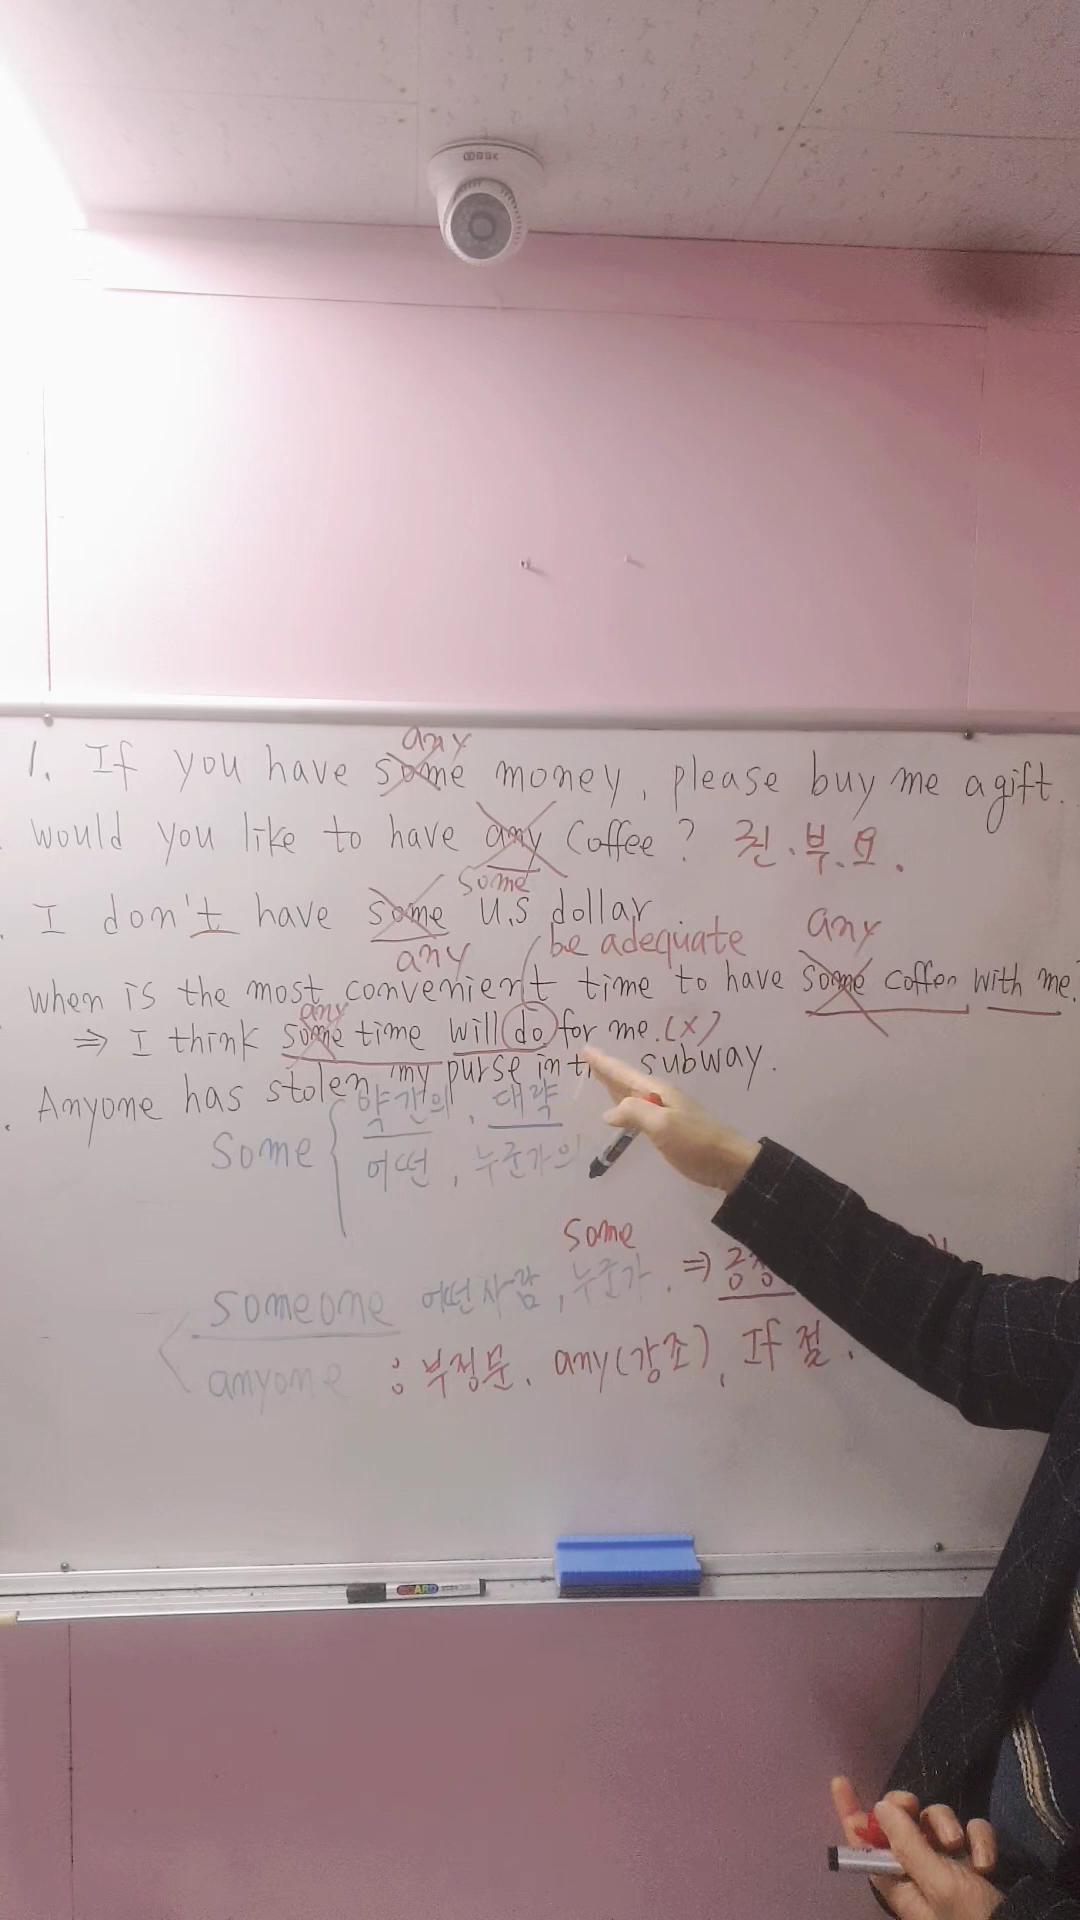 any
1. If you have some money, please buy me a gift.
would you like to have any coffee? 권.부.요.
some
I don't have some U.S dollar
any be adequate any
when is the most convenient time to have some coffee with me.
any
⇒ I think some time will do for me.(X)
Anyone has stolen my purse in subway.
some 약간의, 대략
어떤, 누군가의
some
someone 어떤사람, 누군가. ⇒ 긍정
anyone : 부정문, any(강조), If 절.